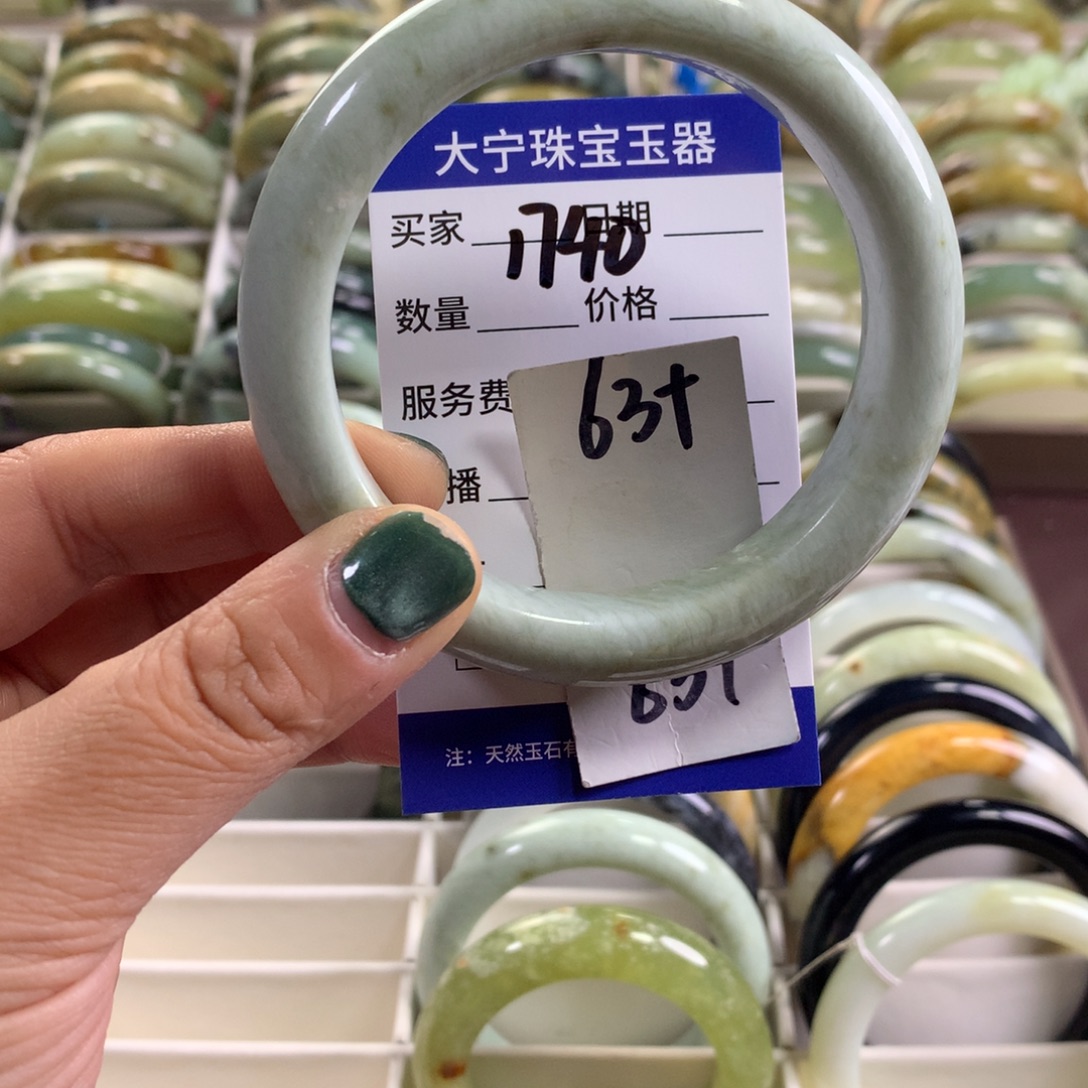 大宁珠宝玉器
买家 日期
1740
数量 价格
63+
服务费
播
63+
注：天然玉石有